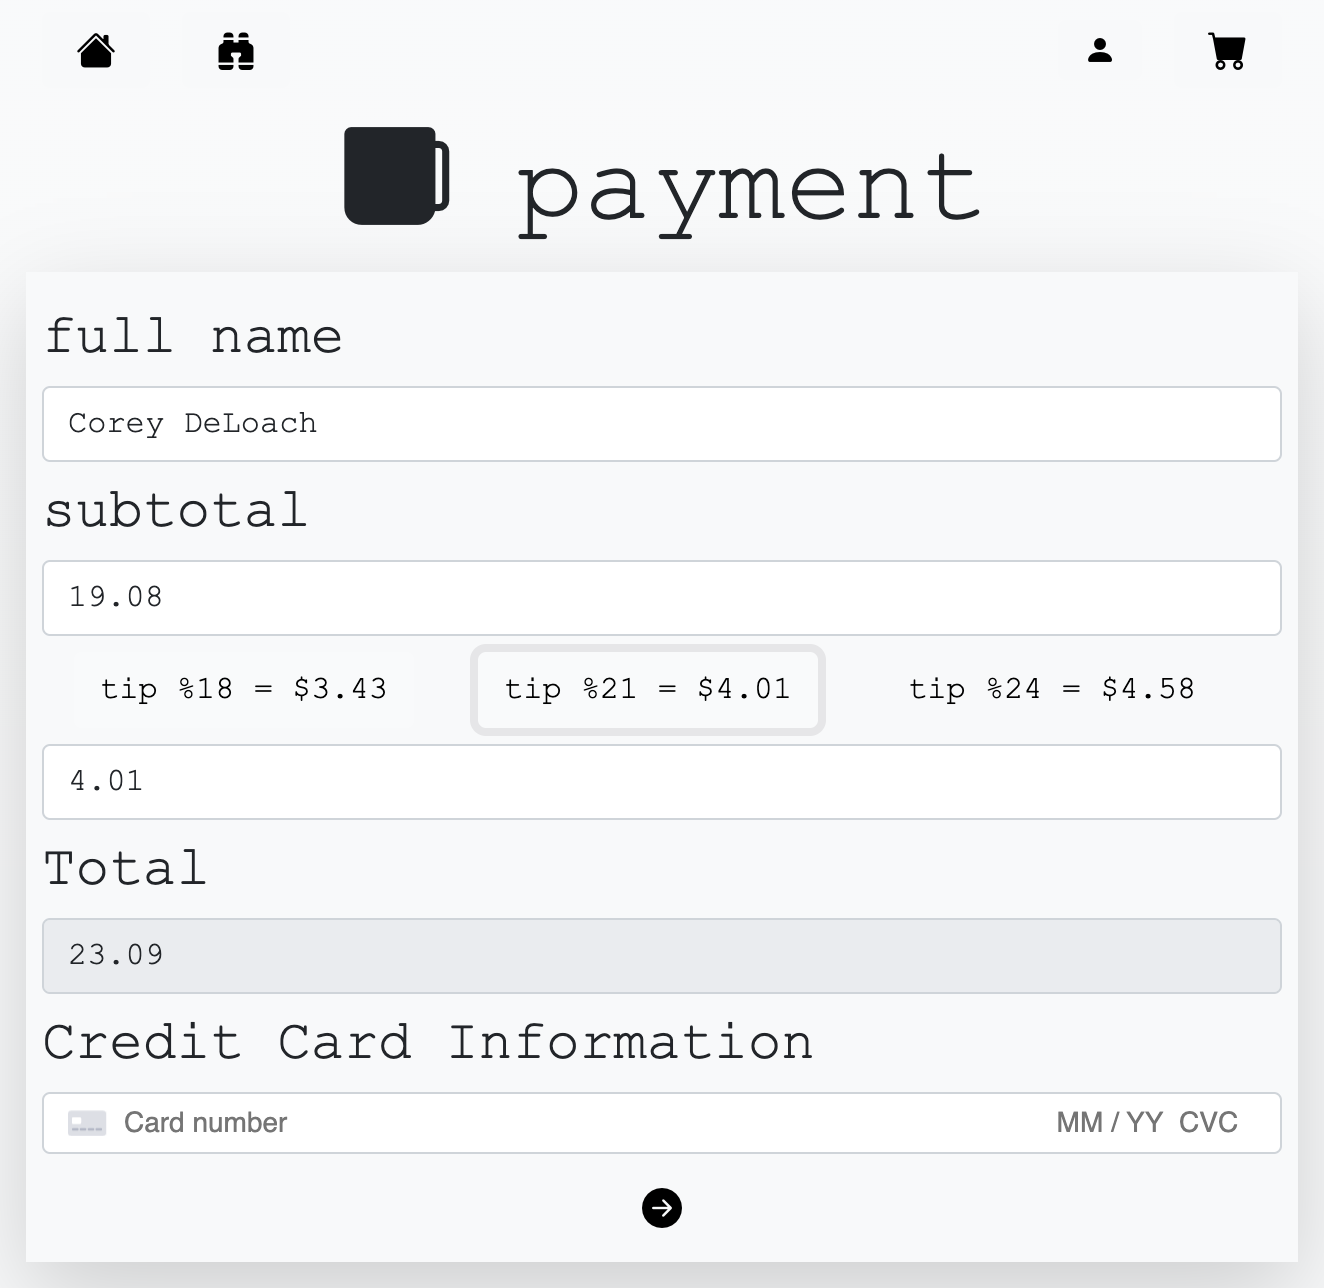 payment
full name
Corey DeLoach
subtotal
19.08
tip %18 = $3.43 tip %21 = $4.01 tip %24 = $4.58
4.01
Total
23.09
Credit Card Information
Card number MM / YY CVC